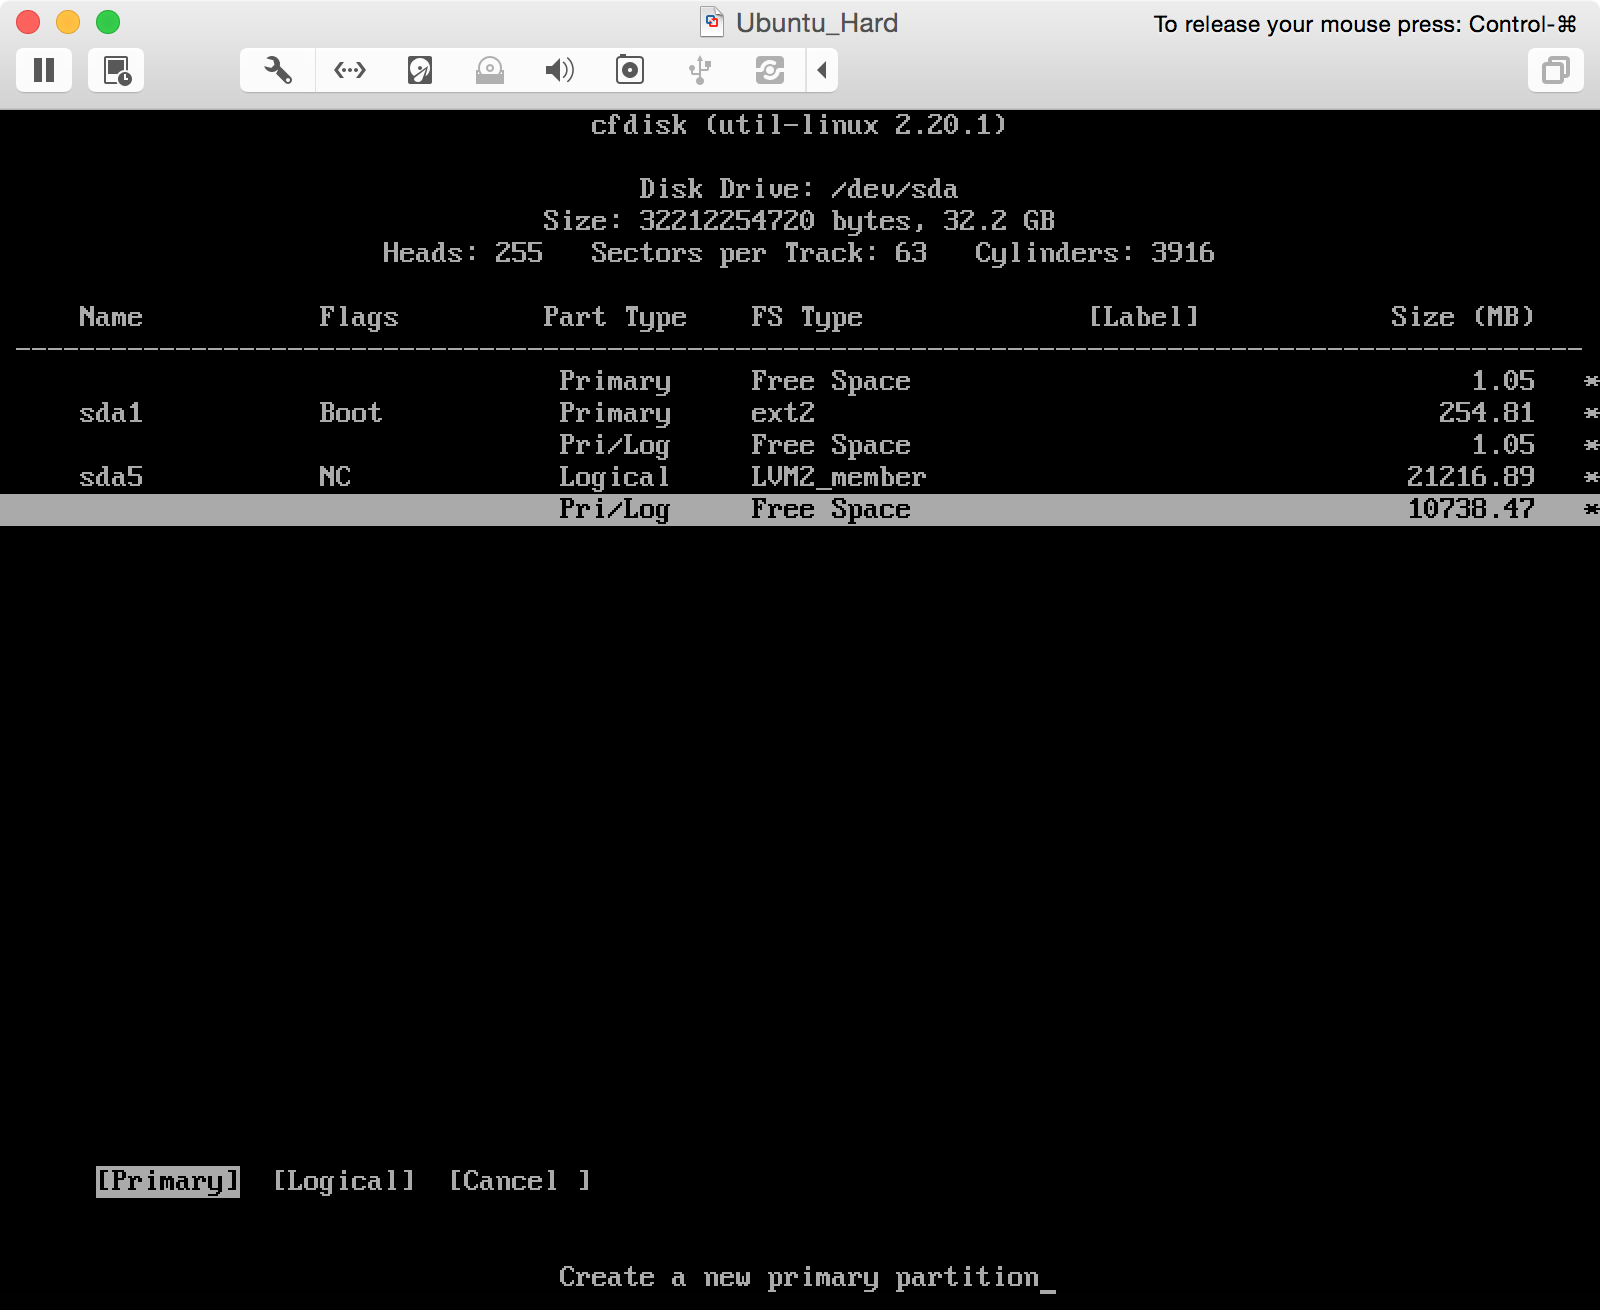 Ubuntu_Hard
To release your mouse press: Control-⌘
cfdisk (util-linux 2.20.1)
Disk Drive: /dev/sda
Size: 32212254720 bytes, 32.2 GB
Heads: 255   Sectors per Track: 63   Cylinders: 3916
Name   Flags   Part Type   FS Type   [Label]   Size (MB)
Primary   Free Space   1.05   *
sda1   Boot   Primary   ext2   254.81   *
Pri/Log   Free Space   1.05   *
sda5   NC   Logical   LVM2_member   21216.89   *
Pri/Log   Free Space   10738.47   *
[Primary]   [Logical]   [Cancel ]
Create a new primary partition_